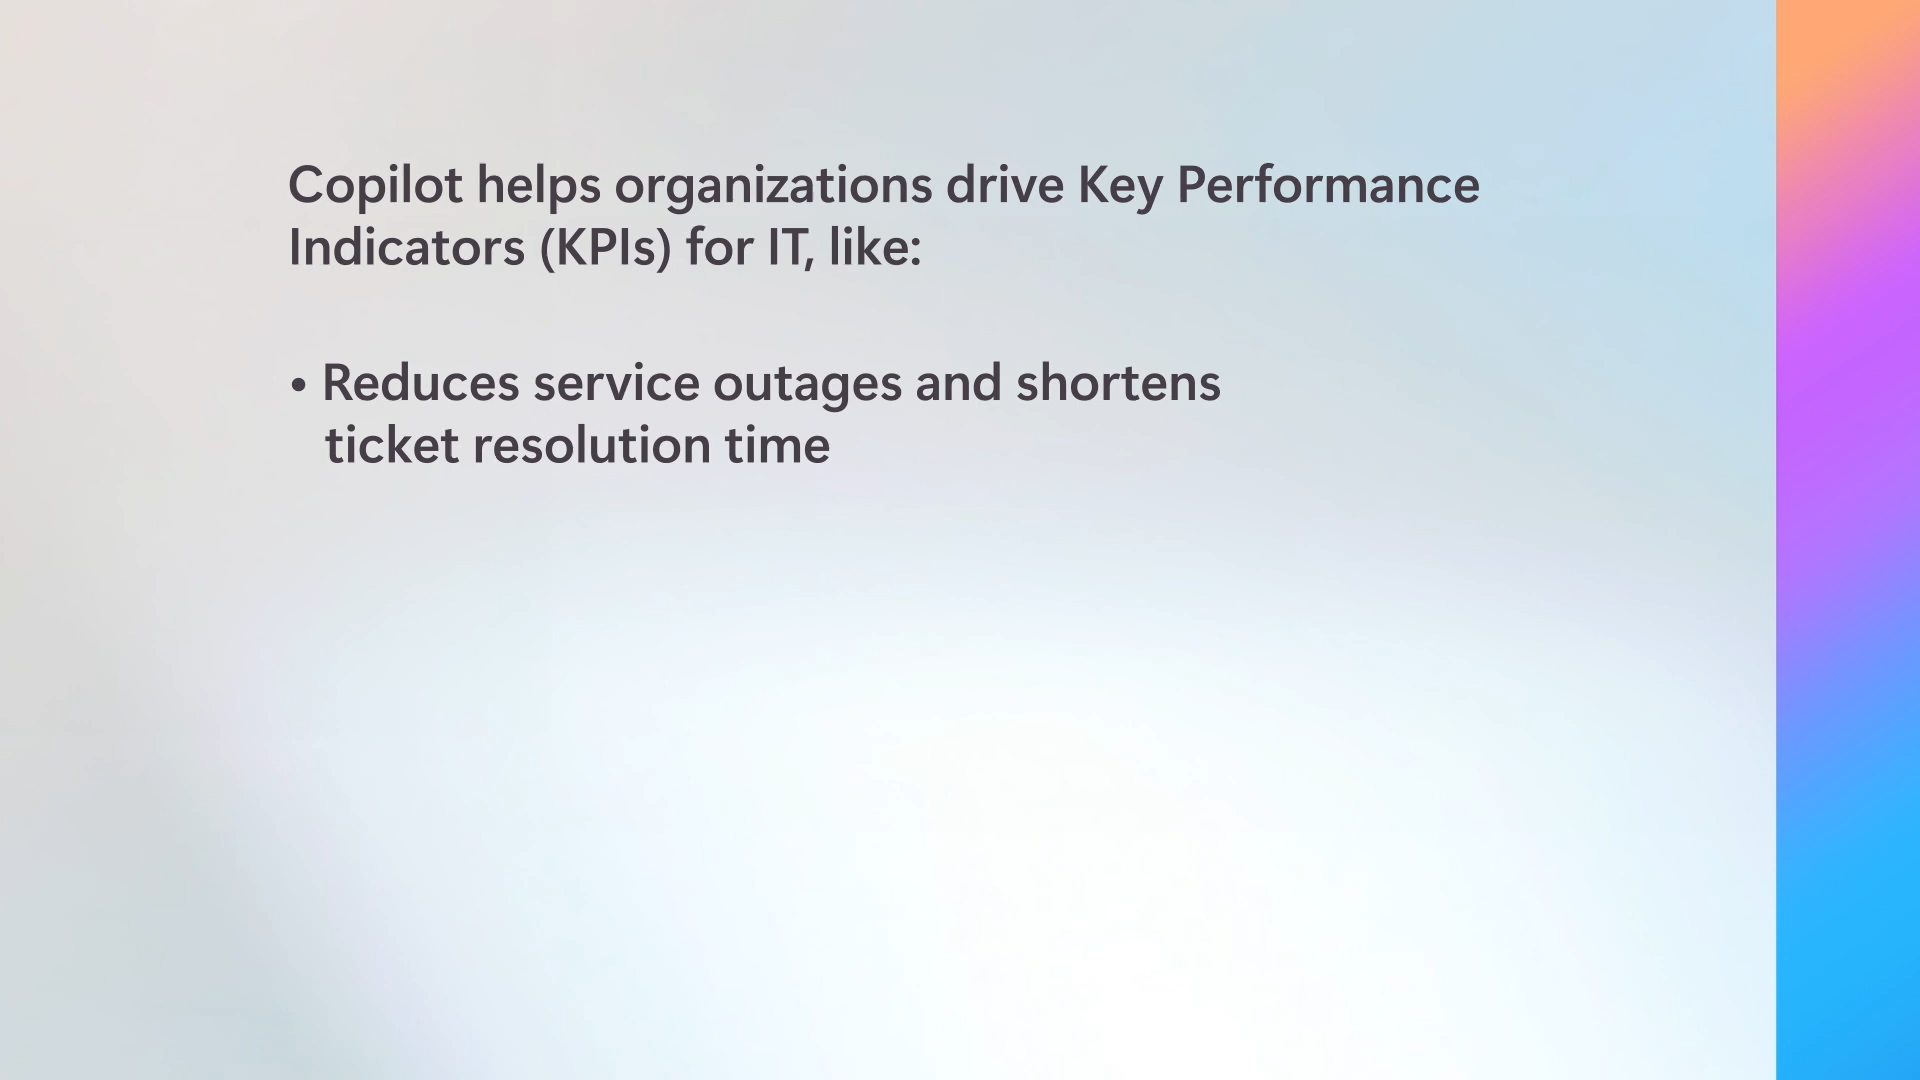 Copilot helps organizations drive Key Performance
Indicators (KPIs) for IT, like:
• Reduces service outages and shortens
ticket resolution time